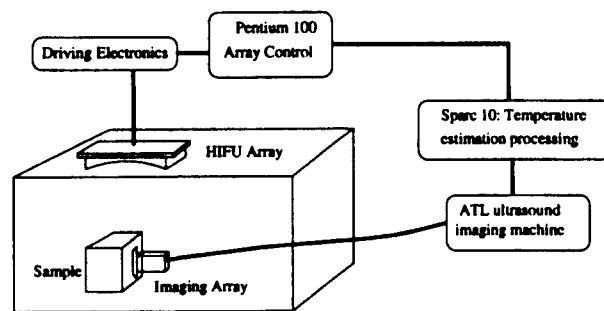 Pentium 100
Array Control
Driving Electronics
Sparc 10: Temperature
estimation processing
HIFU Array
ATL ultrasound
imaging machine
Sample
Imaging Array